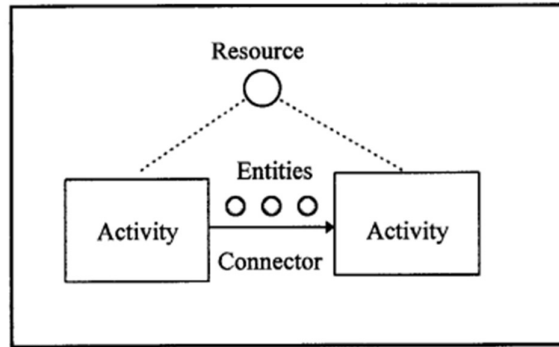 Resource
Entities
Activity
Activity
Connector